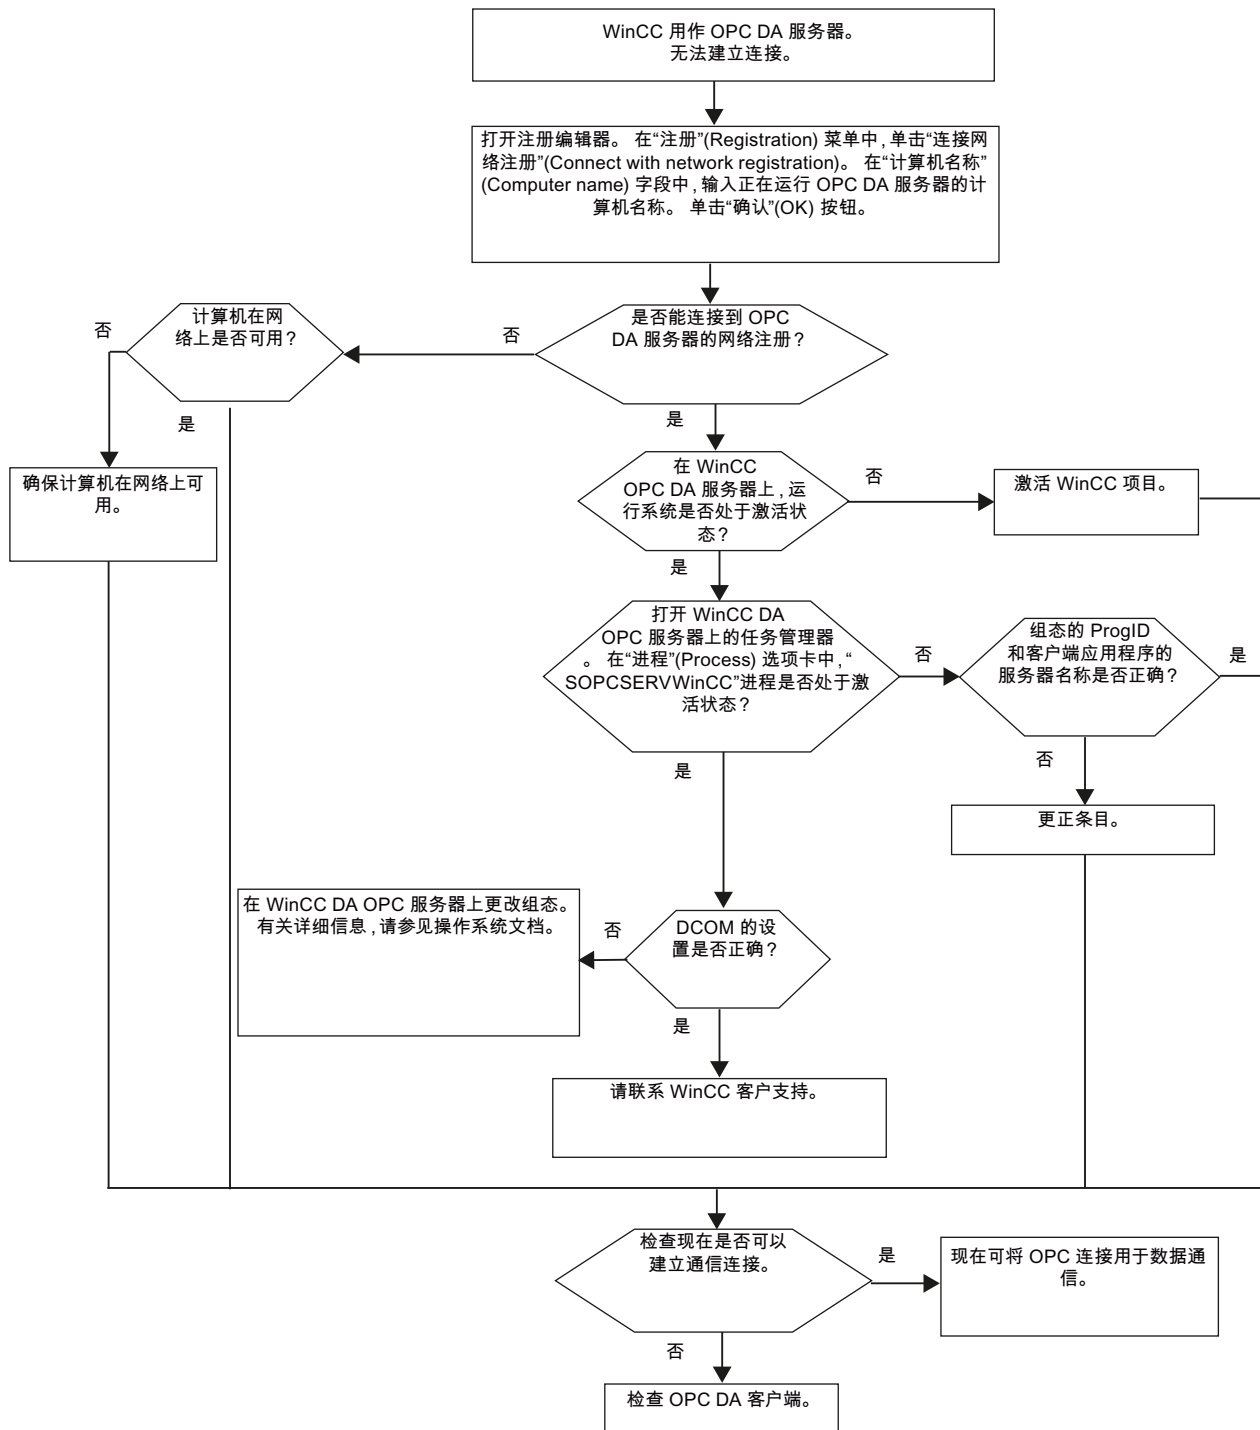 WinCC 用作 OPC DA 服务器。
无法建立连接。
打开注册编辑器。 在“注册”(Registration) 菜单中,单击“连接网
络注册”(Connect with network registration)。 在“计算机名称”
(Computer name) 字段中,输入正在运行 OPC DA 服务器的计
算机名称。 单击“确认”(OK) 按钮。
是否能连接到 OPC
DA 服务器的网络注册？
否
计算机在网
络上是否可用？
否
是
是
确保计算机在网络上可
用。
在 WinCC
OPC DA 服务器上,运
行系统是否处于激活状
态？
否
激活 WinCC 项目。
是
打开 WinCC DA
OPC 服务器上的任务管理器
。 在“进程”(Process) 选项卡中,“
SOPCSERVWinCC”进程是否处于激
活状态？
否
组态的 ProgID
和客户端应用程序的
服务器名称是否正确？
是
否
更正条目。
是
DCOM 的设
置是否正确？
否
在 WinCC DA OPC 服务器上更改组态。
有关详细信息,请参见操作系统文档。
是
请联系 WinCC 客户支持。
检查现在是否可以
建立通信连接。
是
现在可将 OPC 连接用于数据通
信。
否
检查 OPC DA 客户端。